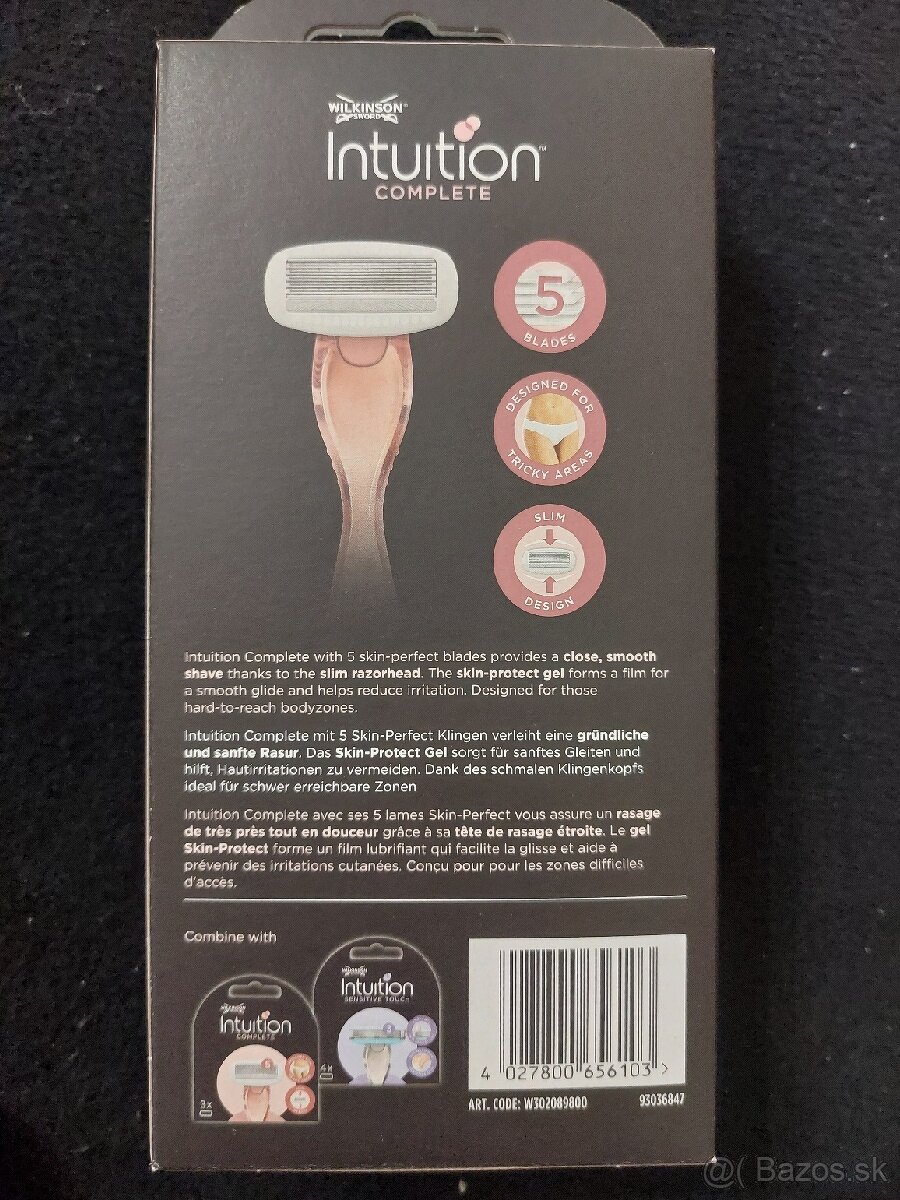 WILKINSON
SWORD
Intuition™
COMPLETE
5
BLADES
DESIGNED FOR
TRICKY AREAS
SLIM
DESIGN
Intuition Complete with 5 skin-perfect blades provides a close, smooth
shave thanks to the slim razorhead. The skin-protect gel forms a film for
a smooth glide and helps reduce irritation. Designed for those
hard-to-reach bodyzones.
Intuition Complete mit 5 Skin-Perfect Klingen verleiht eine gründliche
und sanfte Rasur. Das Skin-Protect Gel sorgt für sanftes Gleiten und
hilft, Hautirritationen zu vermeiden. Dank des schmalen Klingenkopfs
ideal für schwer erreichbare Zonen
Intuition Complete avec ses 5 lames Skin-Perfect vous assure un rasage
de très près tout en douceur grâce à sa tête de rasage étroite. Le gel
Skin-Protect forme un film lubrifiant qui facilite la glisse et aide à
prévenir des irritations cutanées. Conçu pour pour les zones difficiles
d'accès.
Combine with
Intuition
COMPLETE
3x
WILKINSON
Intuition
SENSITIVE TOUCH
4x
4 027800 656103 >
ART. CODE: W302089800 93036847
@( Bazos.sk